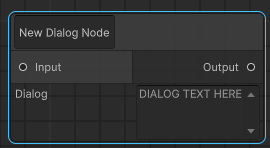 New Dialog Node
Input Output
Dialog DIALOG TEXT HERE